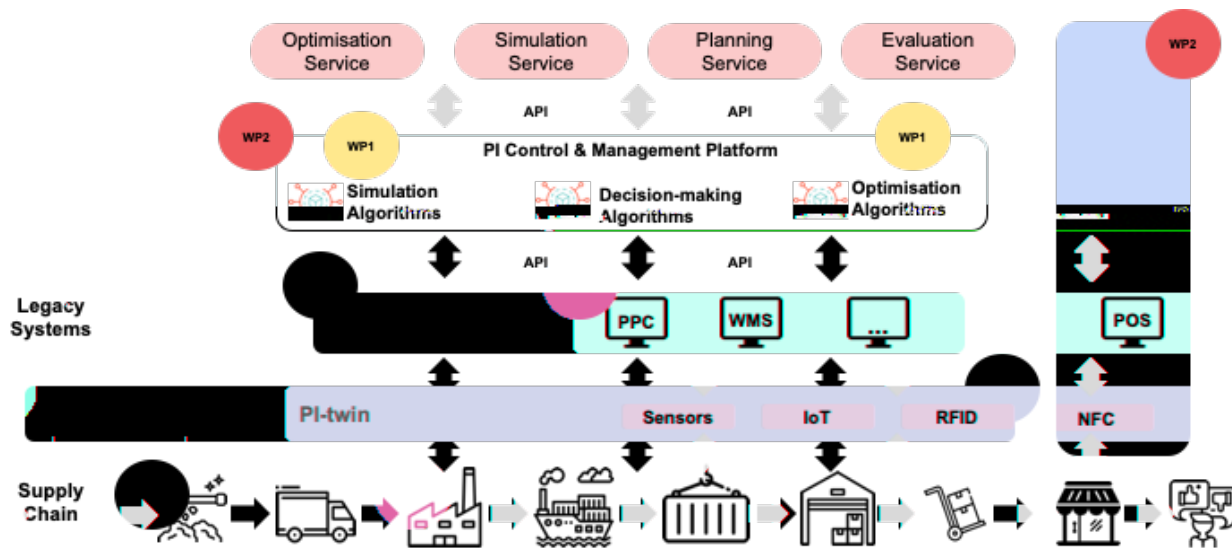 Optimisation
Service
Simulation
Service
Planning
Service
Evaluation
Service
WP2
API
API
WP2
WP1
WP1
PI Control & Management Platform
Simulation
Algorithms
Decision-making
Algorithms
Optimisation
Algorithms
API
API
Legacy
Systems
PPC
WMS
...
POS
PI-twin
Sensors
IoT
RFID
NFC
Supply
Chain